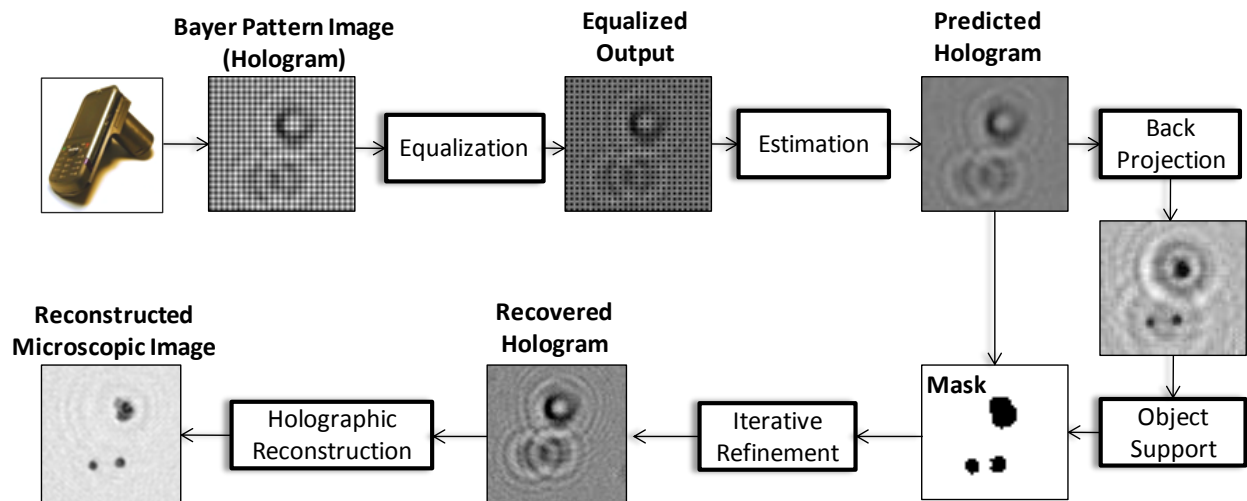 Bayer Pattern Image
(Hologram)
Equalized
Output
Predicted
Hologram
Equalization
Estimation
Back
Projection
Reconstructed
Microscopic Image
Recovered
Hologram
Mask
Holographic
Reconstruction
Iterative
Refinement
Object
Support